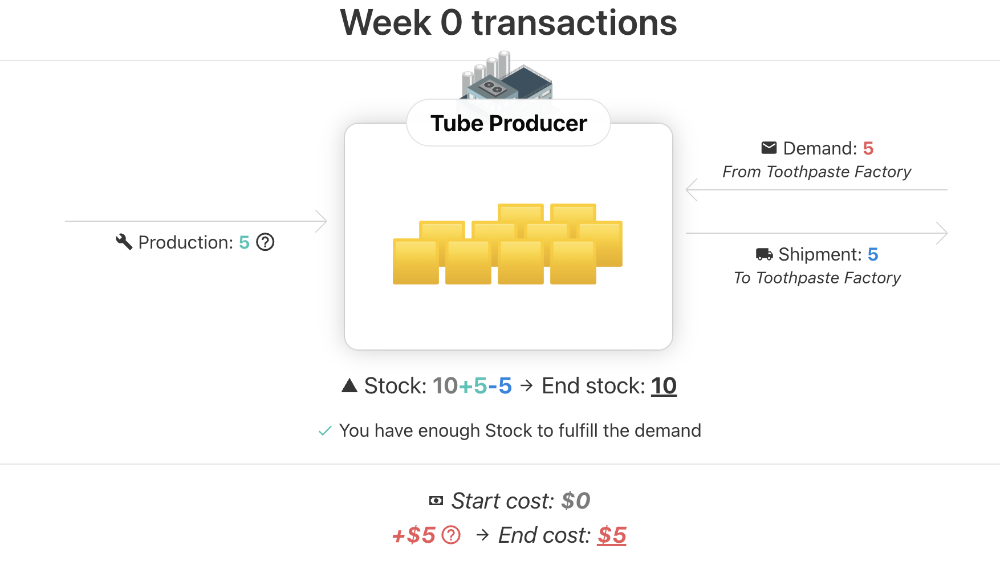 Week 0 transactions
Tube Producer
Demand: 5
From Toothpaste Factory
Production: 5
Shipment: 5
To Toothpaste Factory
Stock: 10+5-5 → End stock: 10
You have enough Stock to fulfill the demand
Start cost: $0
+$5 → End cost: $5